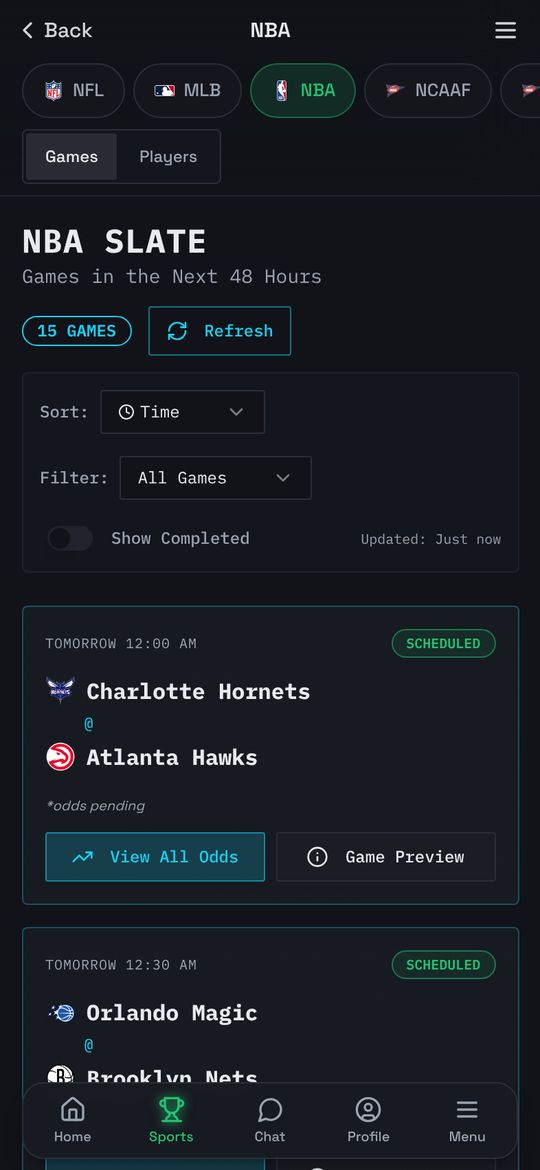 Back
NBA
NFL
MLB
NBA
NCAAF
Games
Players
NBA SLATE
Games in the Next 48 Hours
15 GAMES
Refresh
Sort:
Time
Filter:
All Games
Show Completed
Updated: Just now
TOMORROW 12:00 AM
SCHEDULED
Charlotte Hornets
@
Atlanta Hawks
*odds pending
View All Odds
Game Preview
TOMORROW 12:30 AM
SCHEDULED
Orlando Magic
@
Brooklyn Nets
Home
Sports
Chat
Profile
Menu